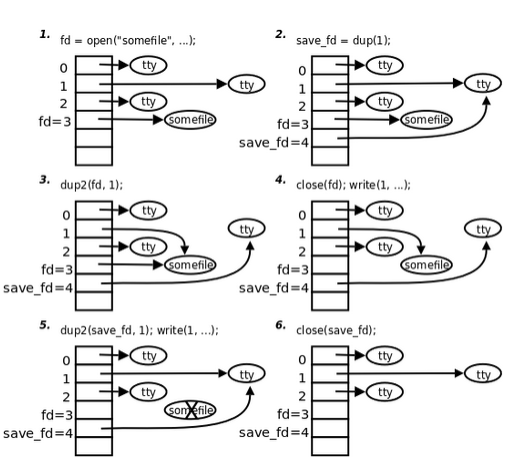 1. fd = open("somefile", ...);
0 tty
1 tty
2 tty
fd=3 somefile
2. save_fd = dup(1);
0 tty
1 tty
2 tty
fd=3 somefile
save_fd=4
3. dup2(fd, 1);
0 tty
1 tty
2 tty
fd=3 somefile
save_fd=4
4. close(fd); write(1, ...);
0 tty
1 tty
2 tty
fd=3 somefile
save_fd=4
5. dup2(save_fd, 1); write(1, ...);
0 tty
1 tty
2 tty
fd=3 somefile
save_fd=4
6. close(save_fd);
0 tty
1 tty
2 tty
fd=3
save_fd=4